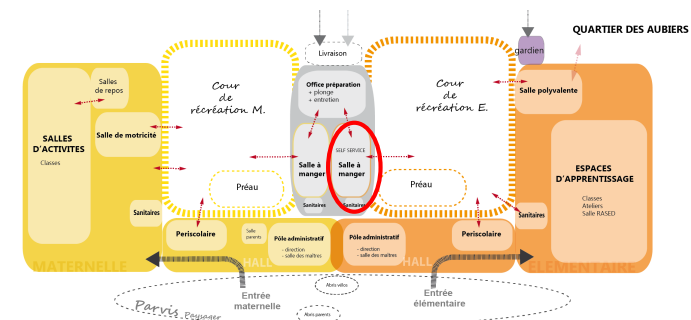 QUARTIER DES AUBIERS
Livraison
gardien
Salles
de repos
Cour
de
récréation M.
Office préparation
+ plonge
+ entretien
Cour
de
récréation E.
Salle polyvalente
SALLES
D'ACTIVITES
Classes
Salle de motricité
SELF SERVICE
Salle à
manger
Salle à
manger
ESPACES
D'APPRENTISSAGE
Classes
Ateliers
Salle RASED
Préau
Préau
Sanitaires
Sanitaires
Sanitaires
Sanitaires
Periscolaire
Salle
parents
Pôle administratif
- direction
- salle des maîtres
Pôle administratif
- direction
- salle des maîtres
Periscolaire
MATERNELLE
HALL
HALL
ELEMENTAIRE
Abris vélos
Entrée
maternelle
Entrée
élémentaire
Parvis Paysager
Abris parents